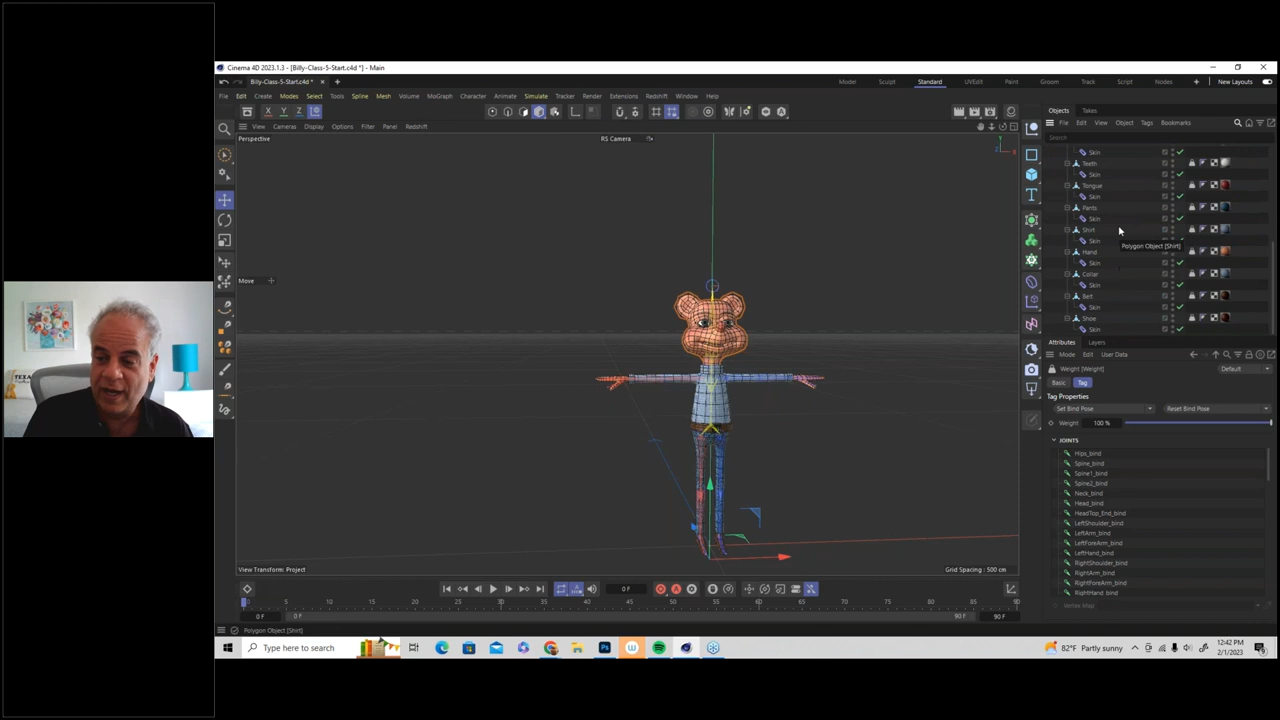 Cinema 4D 2023.1.3 - [Billy-Class-5-Start.c4d *] - Main
Billy-Class-5-Start.c4d *
Model Sculpt Standard UVEdit Paint Groom Track Script Nodes New Layouts
File Edit Create Modes Select Tools Spline Mesh Volume MoGraph Character Animate Simulate Tracker Render Extensions Redshift Window Help
X Y Z
Objects Takes
View Cameras Display Options Filter Panel Redshift
File Edit View Object Tags Bookmarks
Search
Perspective
RS Camera
Skin
Teeth
Skin
Tongue
Skin
Pants
Skin
Shirt
Skin
Polygon Object [Shirt]
Hand
Skin
Collar
Skin
Belt
Skin
Shoe
Skin
Move
Attributes Layers
Mode Edit User Data
Weight [Weight]
Default
Basic Tag
Tag Properties
Set Bind Pose Reset Bind Pose
Weight 100 %
JOINTS
Hips_bind
Spine_bind
Spine1_bind
Spine2_bind
Neck_bind
Head_bind
HeadTop_End_bind
LeftShoulder_bind
LeftArm_bind
LeftForeArm_bind
LeftHand_bind
RightShoulder_bind
RightArm_bind
RightForeArm_bind
RightHand_bind
Vertex Map
View Transform: Project
Grid Spacing : 500 cm
0 F
0 5 10 15 20 25 30 35 40 45 50 55 60 65 70 75 80 85 90
0 F 0 F 90 F 90 F
Polygon Object [Shirt]
Type here to search
82°F Partly sunny
12:42 PM
2/1/2023